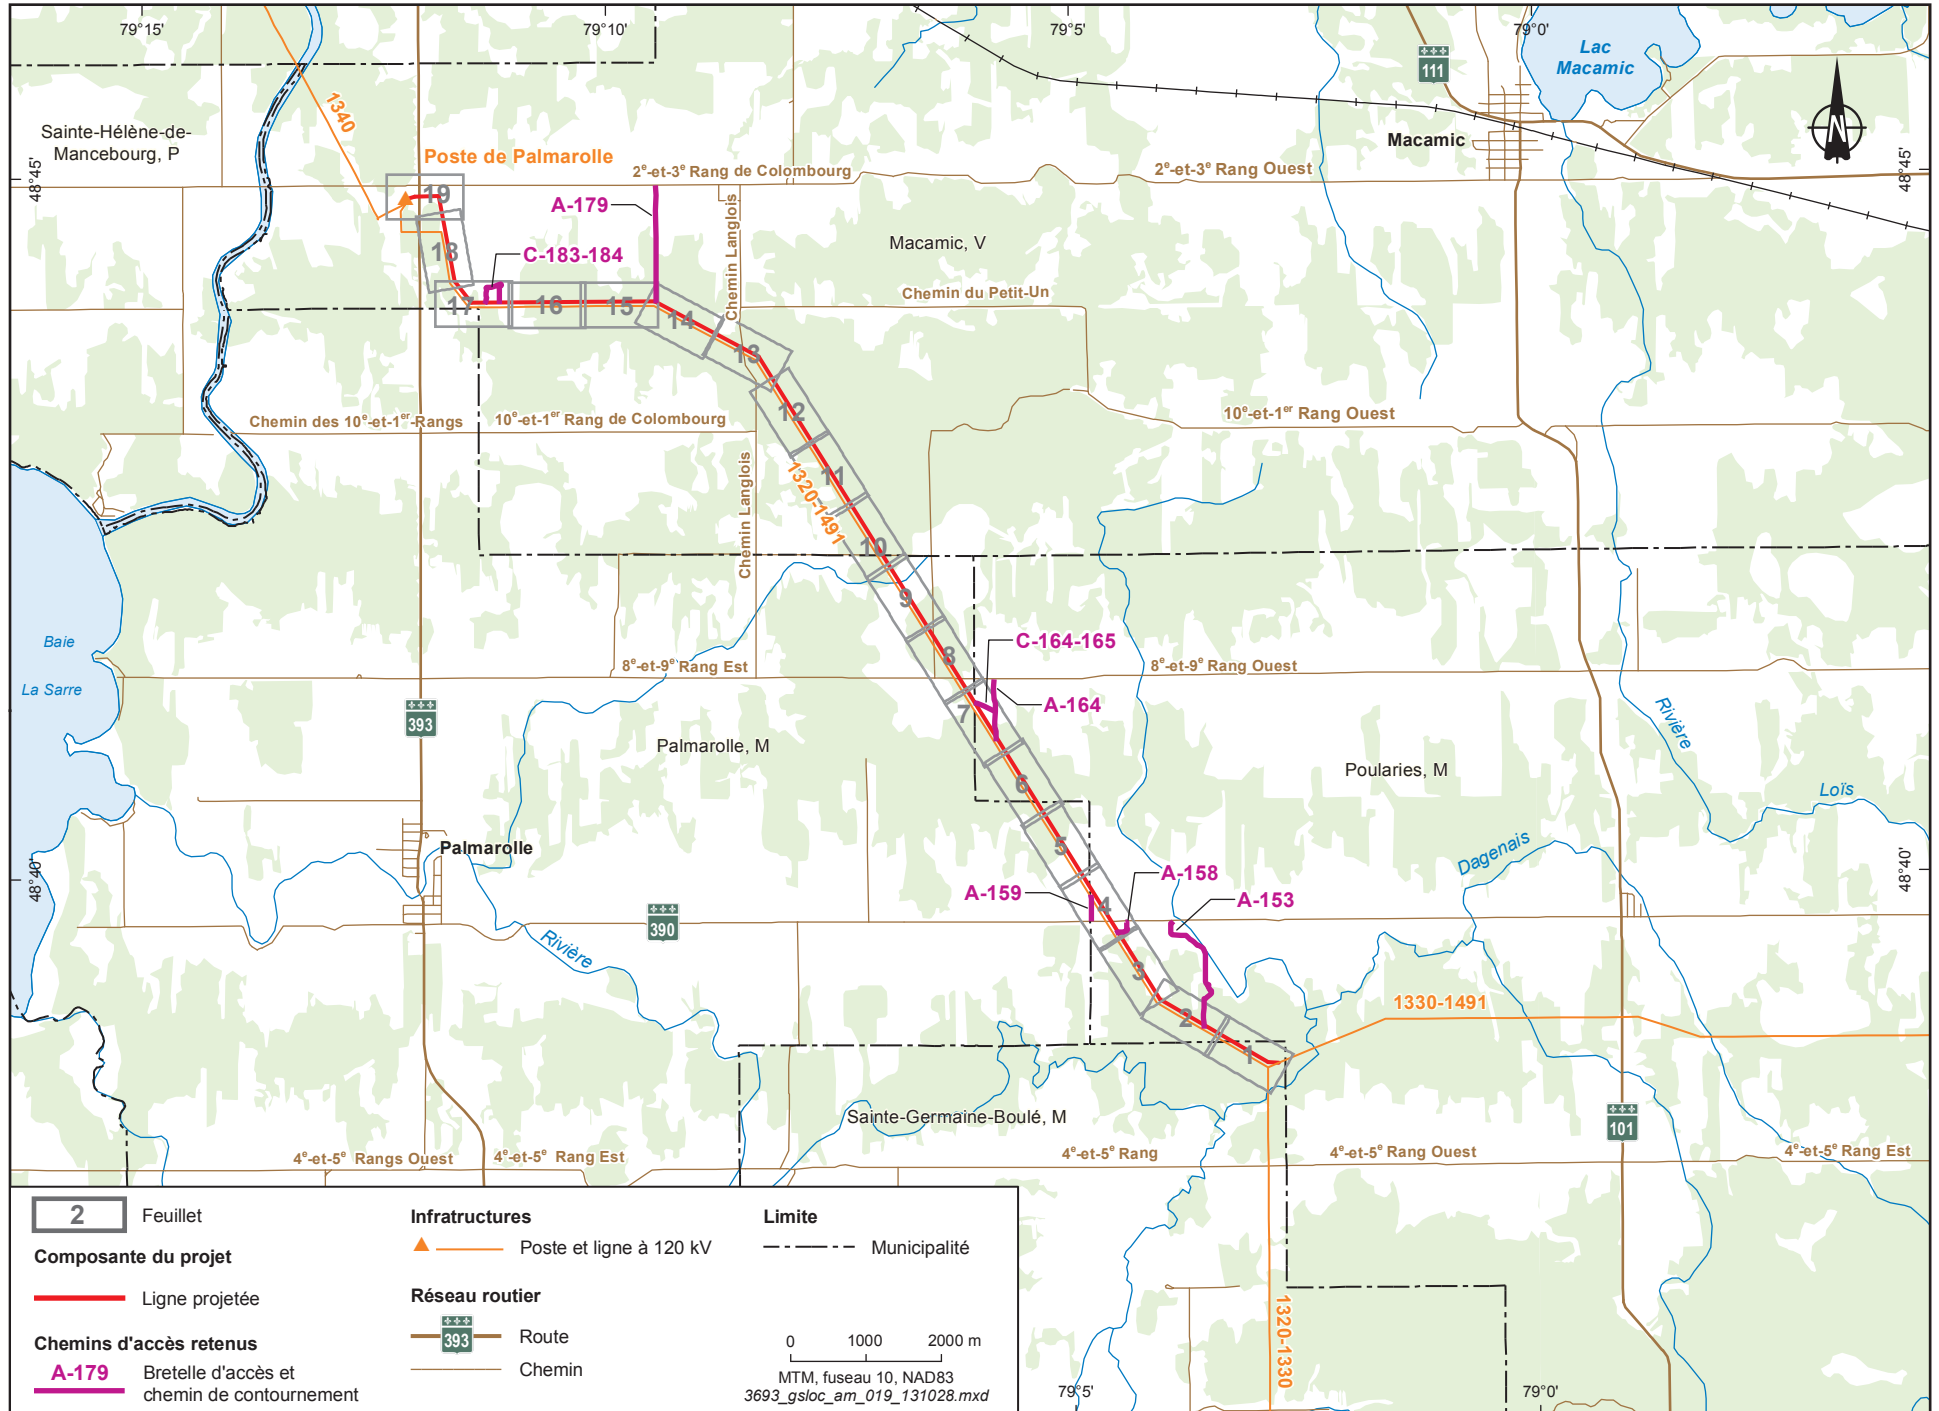 79°15'
79°10'
79°5'
79°0'
Lac
Macamic
111
1340
Sainte-Hélène-de-
Mancebourg, P
Macamic
N
48°45'
48°45'
Poste de Palmarolle
2e-et-3e Rang de Colombourg
2e-et-3e Rang Ouest
19
A-179
Chemin Langlois
Macamic, V
18
C-183-184
17
16
15
14
13
Chemin du Petit-Un
12
Chemin des 10e-et-1er-Rangs
10e-et-1er Rang de Colombourg
10e-et-1er Rang Ouest
11
1320-1491
Chemin Langlois
10
9
Baie
La Sarre
8
C-164-165
8e-et-9e Rang Est
8e-et-9e Rang Ouest
7
A-164
393
Rivière
Palmarolle, M
Poularies, M
6
Loïs
5
Palmarolle
Dagenais
48°40'
48°40'
A-158
A-159
4
A-153
390
Rivière
3
1330-1491
2
1
Sainte-Germaine-Boulé, M
101
4e-et-5e Rangs Ouest
4e-et-5e Rang Est
4e-et-5e Rang
4e-et-5e Rang Ouest
4e-et-5e Rang Est
1320-1330
79°5'
79°0'
2
Feuillet
Composante du projet
Ligne projetée
Chemins d'accès retenus
A-179
Bretelle d'accès et
chemin de contournement
Infratructures
Poste et ligne à 120 kV
Réseau routier
393
Route
Chemin
Limite
Municipalité
0 1000 2000 m
MTM, fuseau 10, NAD83
3693_gsloc_am_019_131028.mxd